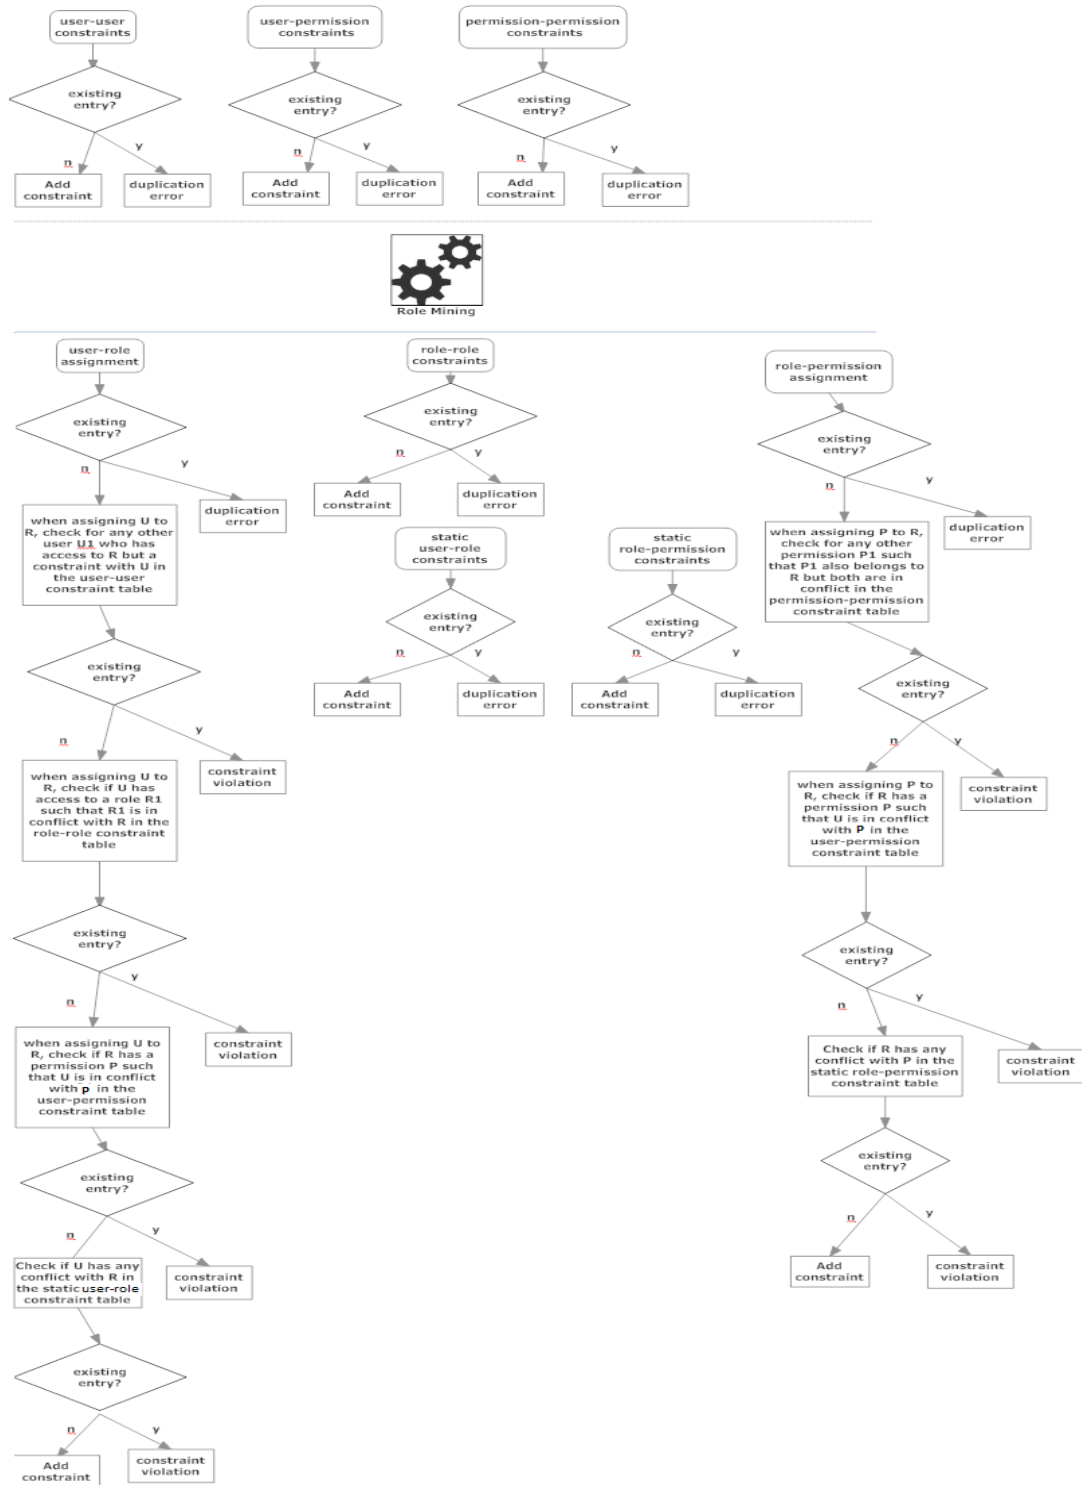 user-user
constraints
existing
entry?
n
y
Add
constraint
duplication
error
user-permission
constraints
existing
entry?
n
y
Add
constraint
duplication
error
permission-permission
constraints
existing
entry?
n
y
Add
constraint
duplication
error
Role Mining
user-role
assignment
existing
entry?
n
y
duplication
error
when assigning U to
R, check for any other
user U1 who has
access to R but a
constraint with U in
the user-user
constraint table
existing
entry?
n
y
constraint
violation
when assigning U to
R, check if U has
access to a role R1
such that R1 is in
conflict with R in the
role-role constraint
table
existing
entry?
n
y
constraint
violation
when assigning U to
R, check if R has a
permission P such
that U is in conflict
with P in the
user-permission
constraint table
existing
entry?
n
y
constraint
violation
Check if U has any
conflict with R in
the static user-role
constraint table
existing
entry?
n
y
Add
constraint
constraint
violation
role-role
constraints
existing
entry?
n
y
Add
constraint
duplication
error
static
user-role
constraints
existing
entry?
n
y
Add
constraint
duplication
error
static
role-permission
constraints
existing
entry?
n
y
Add
constraint
duplication
error
role-permission
assignment
existing
entry?
n
y
duplication
error
when assigning P to R,
check for any other
permission P1 such
that P1 also belongs to
R but both are in
conflict in the
permission-permission
constraint table
existing
entry?
n
y
constraint
violation
when assigning P to
R, check if R has a
permission P such
that U is in conflict
with P in the
user-permission
constraint table
existing
entry?
n
y
constraint
violation
Check if R has any
conflict with P in the
static role-permission
constraint table
existing
entry?
n
y
Add
constraint
constraint
violation